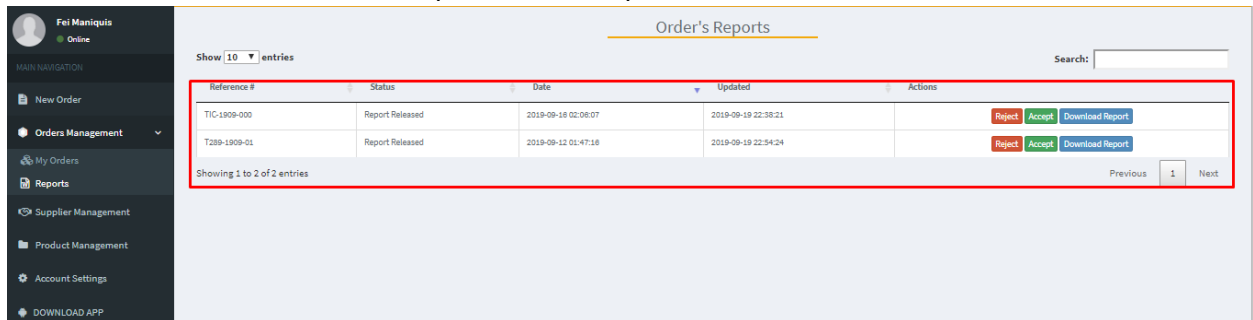 Fei Maniquis
Online
MAIN NAVIGATION
New Order
Orders Management
My Orders
Reports
Supplier Management
Product Management
Account Settings
DOWNLOAD APP
Order's Reports
Show 10 entries
Search:
Reference # Status Date Updated Actions
TIC-1909-000 Report Released 2019-09-16 02:06:07 2019-09-19 22:38:21 Reject Accept Download Report
T289-1909-01 Report Released 2019-09-12 01:47:16 2019-09-19 22:54:24 Reject Accept Download Report
Showing 1 to 2 of 2 entries
Previous 1 Next